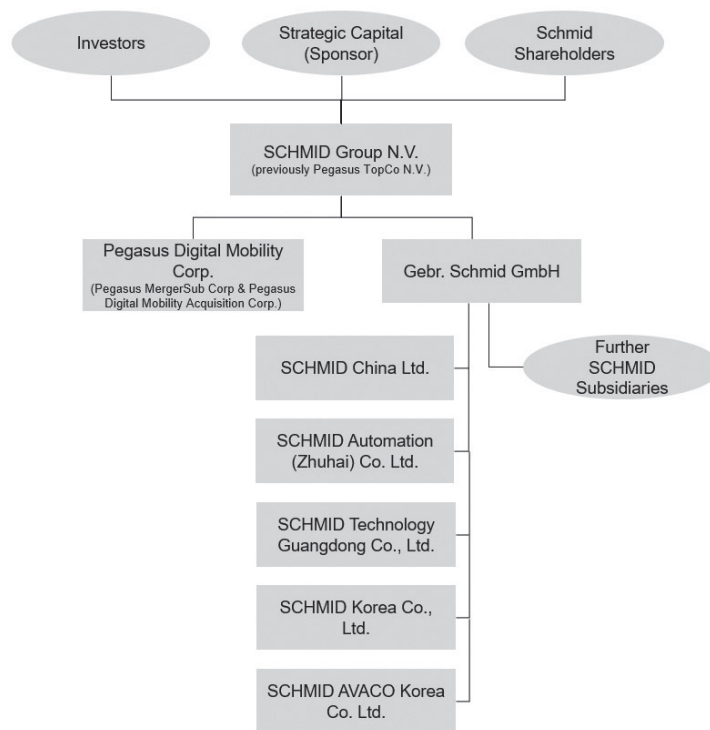 Investors
Strategic Capital
(Sponsor)
Schmid
Shareholders
SCHMID Group N.V.
(previously Pegasus TopCo N.V.)
Pegasus Digital Mobility
Corp.
(Pegasus MergerSub Corp & Pegasus
Digital Mobility Acquisition Corp.)
Gebr. Schmid GmbH
SCHMID China Ltd.
Further
SCHMID
Subsidiaries
SCHMID Automation
(Zhuhai) Co. Ltd.
SCHMID Technology
Guangdong Co., Ltd.
SCHMID Korea Co.,
Ltd.
SCHMID AVACO Korea
Co. Ltd.